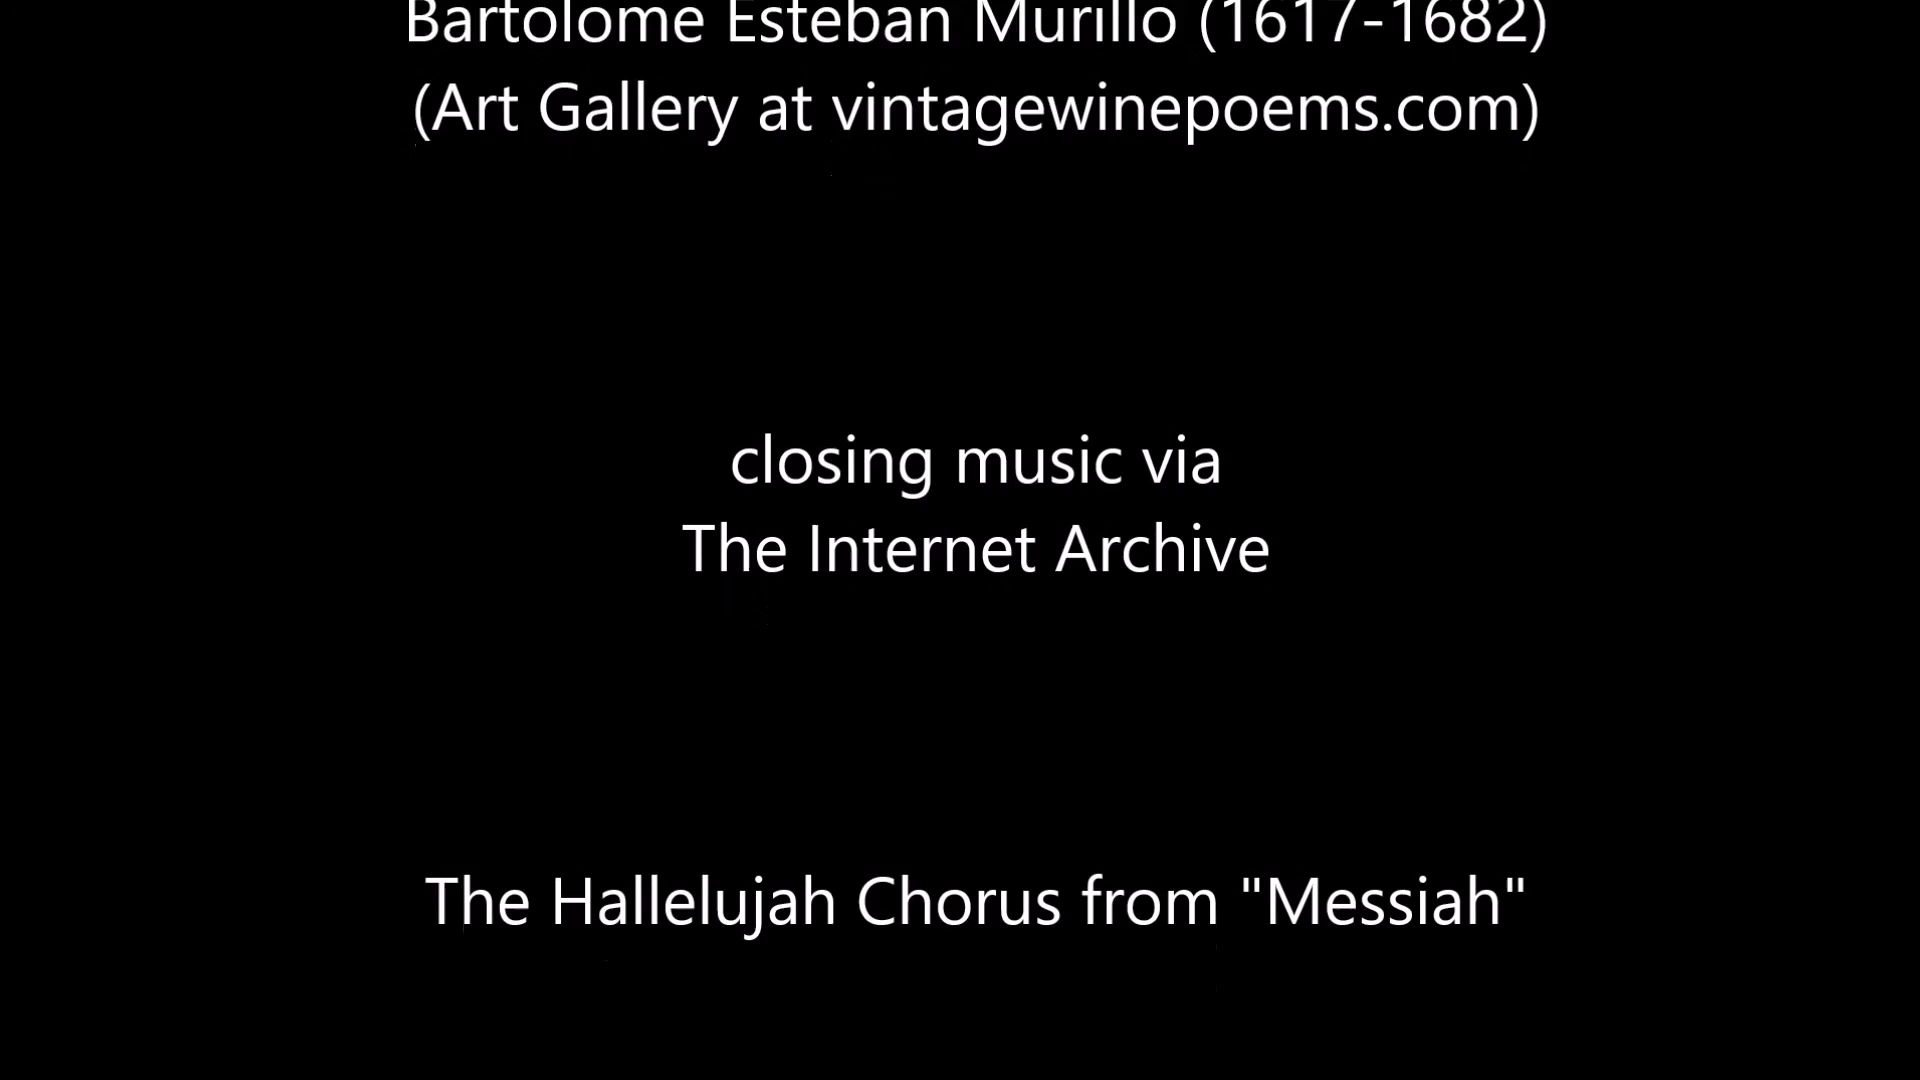 Bartolome Esteban Murillo (1617-1682)
(Art Gallery at vintagewinepoems.com)
closing music via
The Internet Archive
The Hallelujah Chorus from "Messiah"